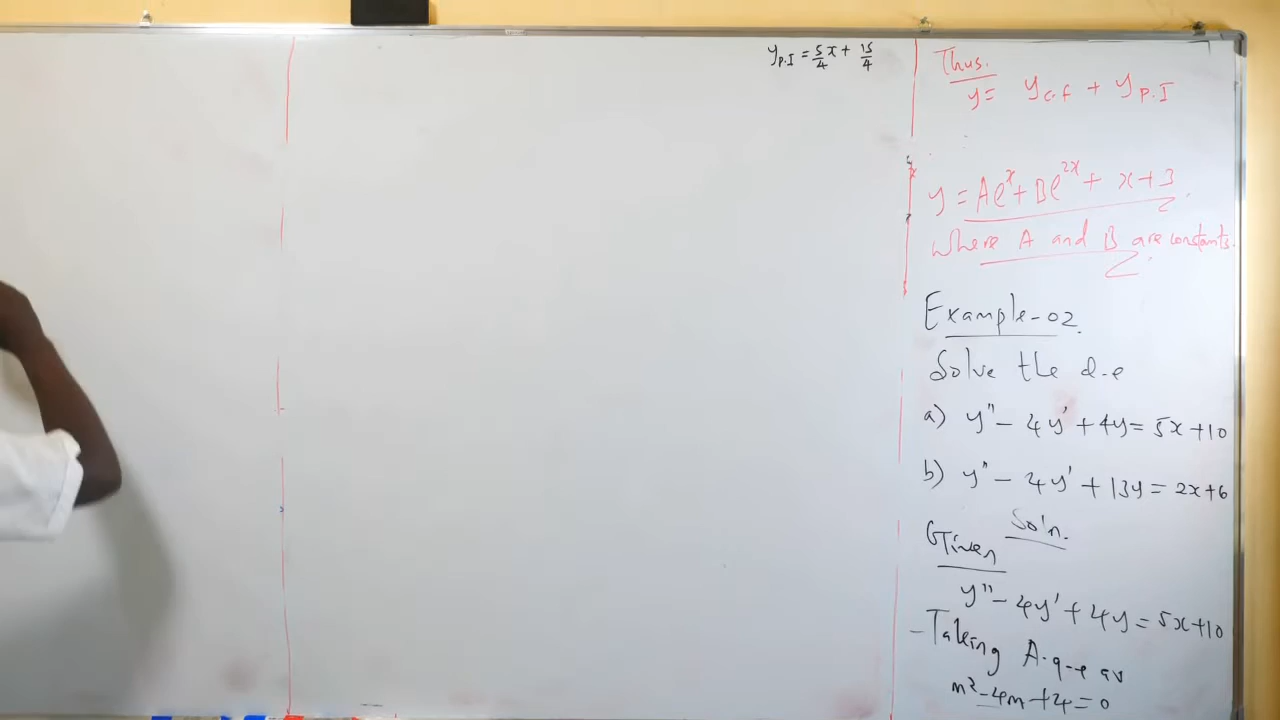 y_{P.I} = \frac{5}{4}x + \frac{15}{4}
Thus.
y = y_{c.f} + y_{P.I}
y = Ae^x + Be^{2x} + x+3
Where A and B are constants.
Example-02.
Solve the d.e
a) y'' - 4y' + 4y = 5x+10
b) y'' - 4y' + 13y = 2x+6
Soln.
Given
y'' - 4y' + 4y = 5x+10
- Taking A.q-e as
m² - 4m + 4 = 0